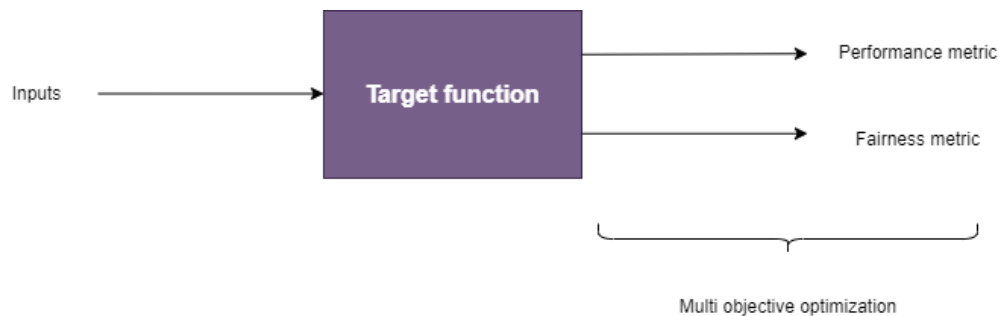 Inputs
Target function
Performance metric
Fairness metric
Multi objective optimization